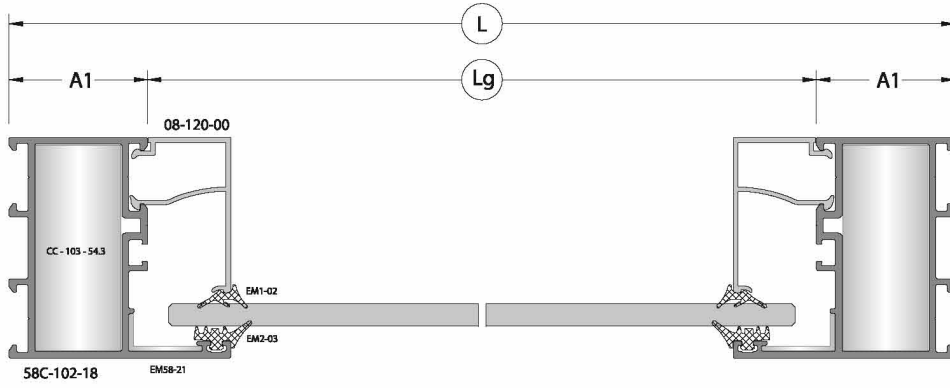 L
A1
Lg
A1
08-120-00
CC - 103 - 54.3
EM1-02
EM2-03
58C-102-18
EM58-21